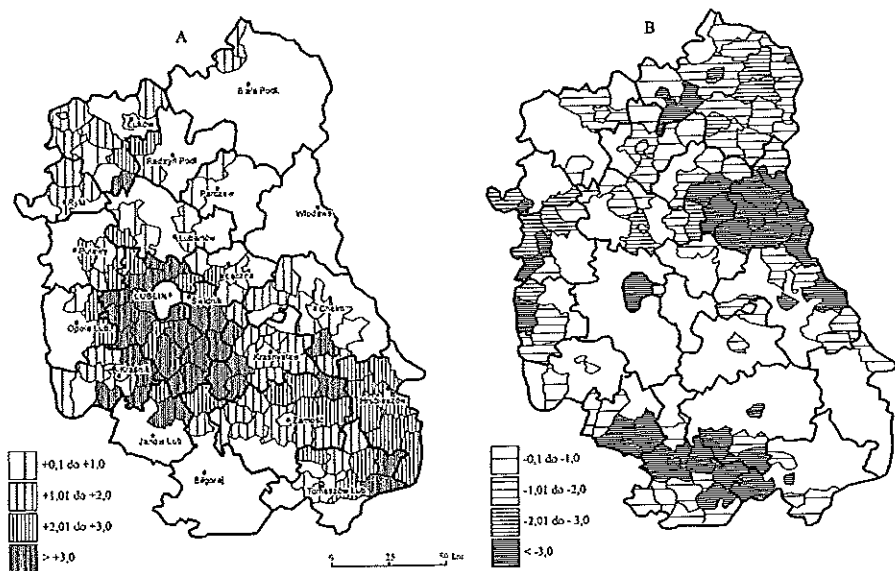 A
B
Biała Podl.
Łuków
Radzyń Podl.
Parczew
Ryki
Włodawa
Lubartów
Puławy
Łęczna
LUBLIN
Świdnik
Chełm
Opole Lub.
Krasnystaw
Kraśnik
Hrubieszów
Zamość
Janów Lub.
Biłgoraj
Tomaszów Lub.
+0,1 do +1,0
+1,01 do +2,0
+2,01 do +3,0
> +3,0
0 25 50 km
-0,1 do -1,0
-1,01 do -2,0
-2,01 do -3,0
< -3,0